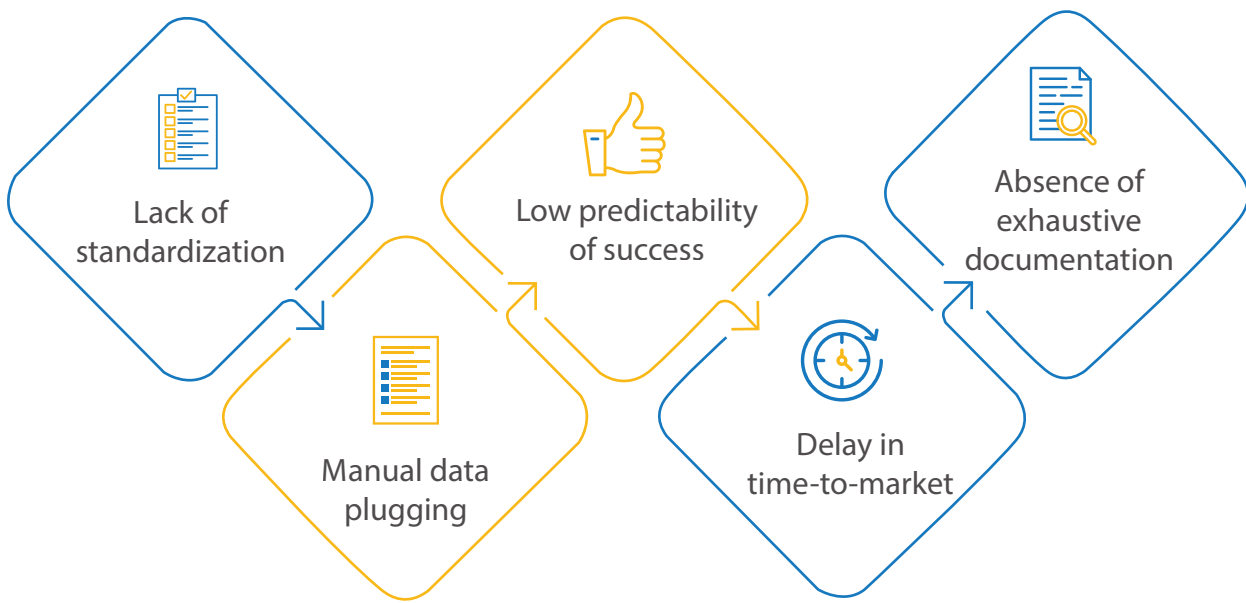 Lack of
standardization
Manual data
plugging
Low predictability
of success
Delay in
time-to-market
Absence of
exhaustive
documentation